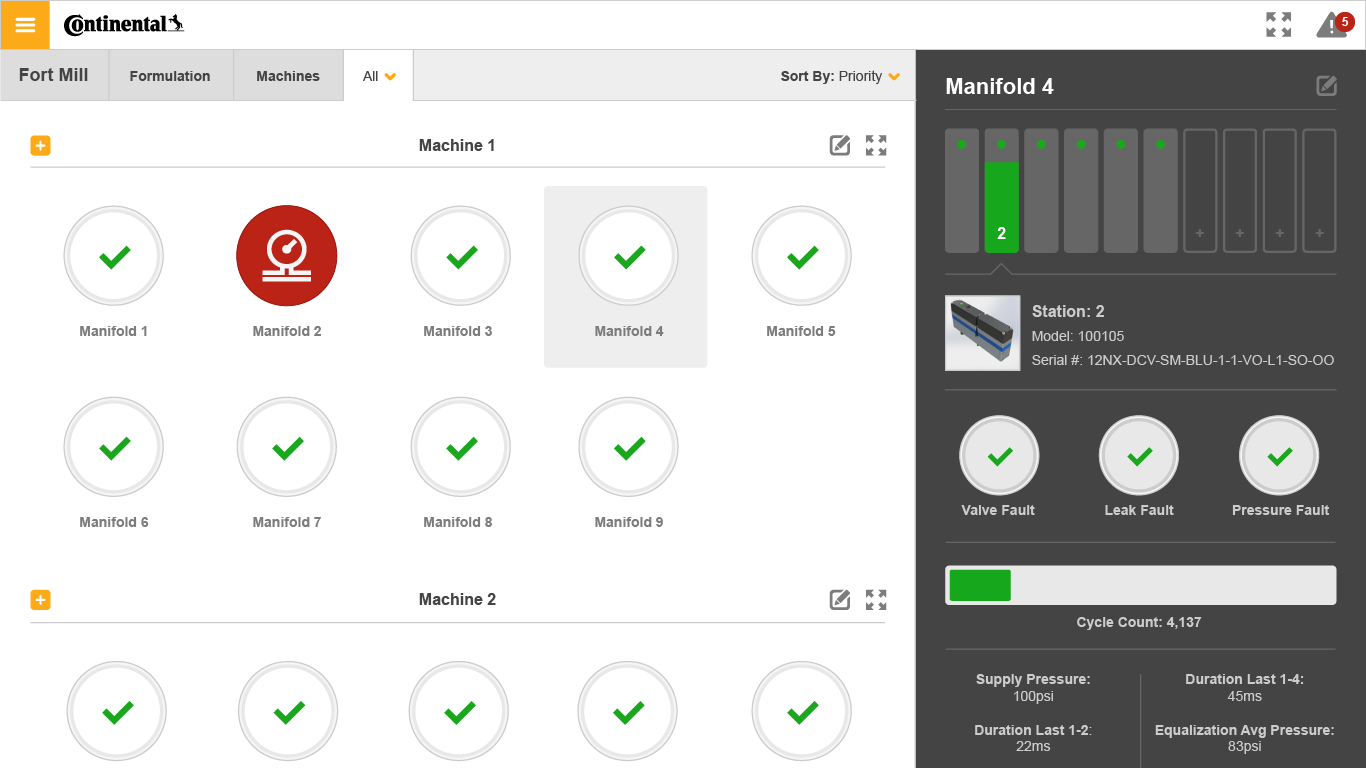 Continental
5
Fort Mill
Formulation
Machines
All
Sort By: Priority
Machine 1
Manifold 1
Manifold 2
Manifold 3
Manifold 4
Manifold 5
Manifold 6
Manifold 7
Manifold 8
Manifold 9
Machine 2
Manifold 4
2
+
+
+
+
Station: 2
Model: 100105
Serial #: 12NX-DCV-SM-BLU-1-1-VO-L1-SO-OO
Valve Fault
Leak Fault
Pressure Fault
Cycle Count: 4,137
Supply Pressure:
100psi
Duration Last 1-2:
22ms
Duration Last 1-4:
45ms
Equalization Avg Pressure:
83psi